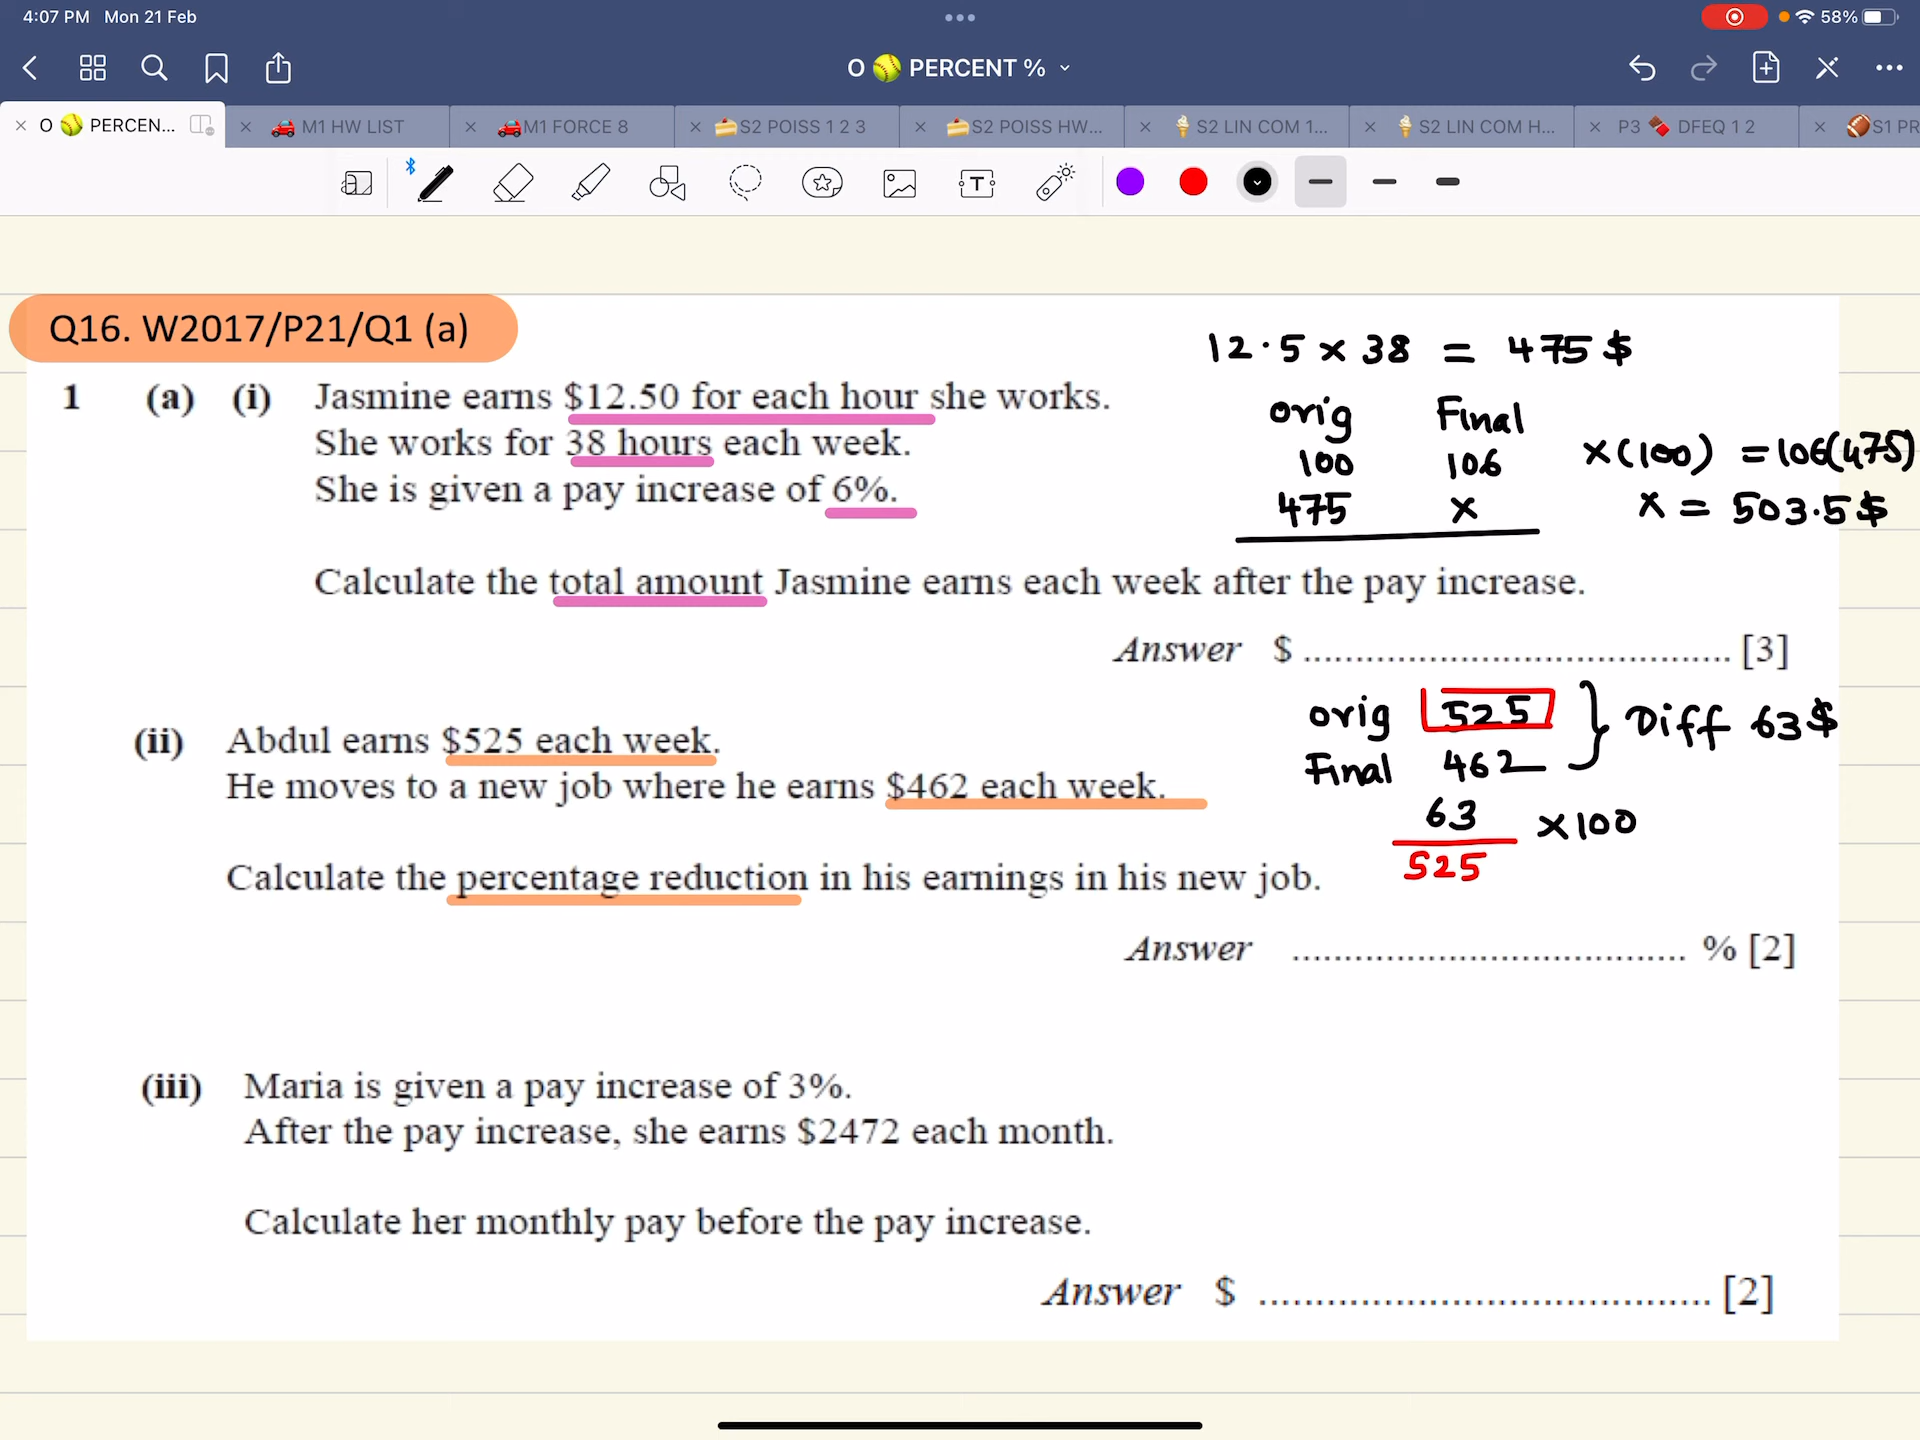 4:07 PM Mon 21 Feb
58%
O 🥎 PERCENT %
O 🥎 PERCEN...
M1 HW LIST
M1 FORCE 8
S2 POISS 1 2 3
S2 POISS HW...
S2 LIN COM 1...
S2 LIN COM H...
P3 🍫 DFEQ 1 2
S1 PR
Q16. W2017/P21/Q1 (a)
12.5 x 38 = 475 $
1 (a) (i) Jasmine earns $12.50 for each hour she works.
She works for 38 hours each week.
She is given a pay increase of 6%.
orig Final
100 106
475 x
x(100) = 106(475)
x = 503.5 $
Calculate the total amount Jasmine earns each week after the pay increase.
Answer $ ........................................ [3]
(ii) Abdul earns $525 each week.
He moves to a new job where he earns $462 each week.
orig 525
Final 462
} Diff 63 $
63
525
x100
Calculate the percentage reduction in his earnings in his new job.
Answer ........................................ % [2]
(iii) Maria is given a pay increase of 3%.
After the pay increase, she earns $2472 each month.
Calculate her monthly pay before the pay increase.
Answer $ ........................................ [2]